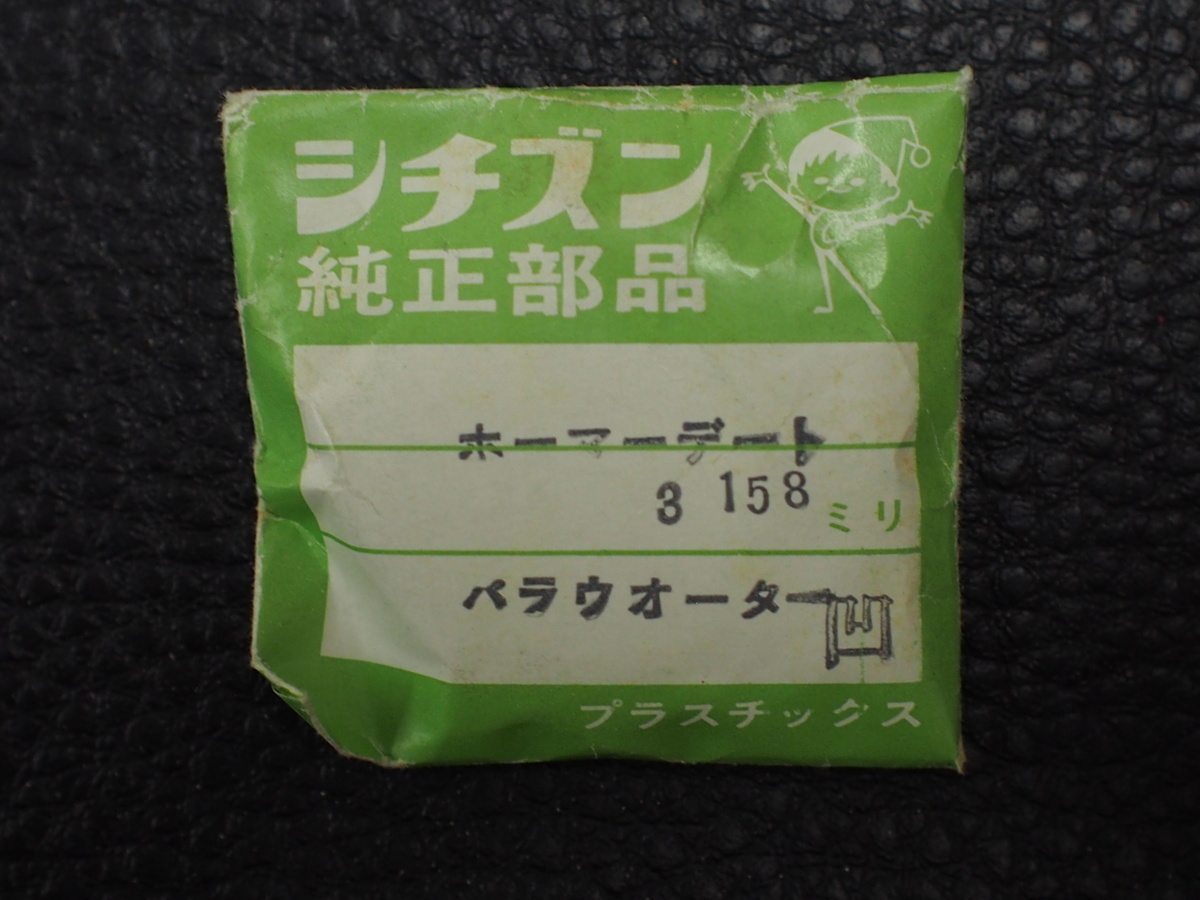 シチズン
純正部品
ホーマーデート
3 158 ミリ
パラウオーター 凹
プラスチックス